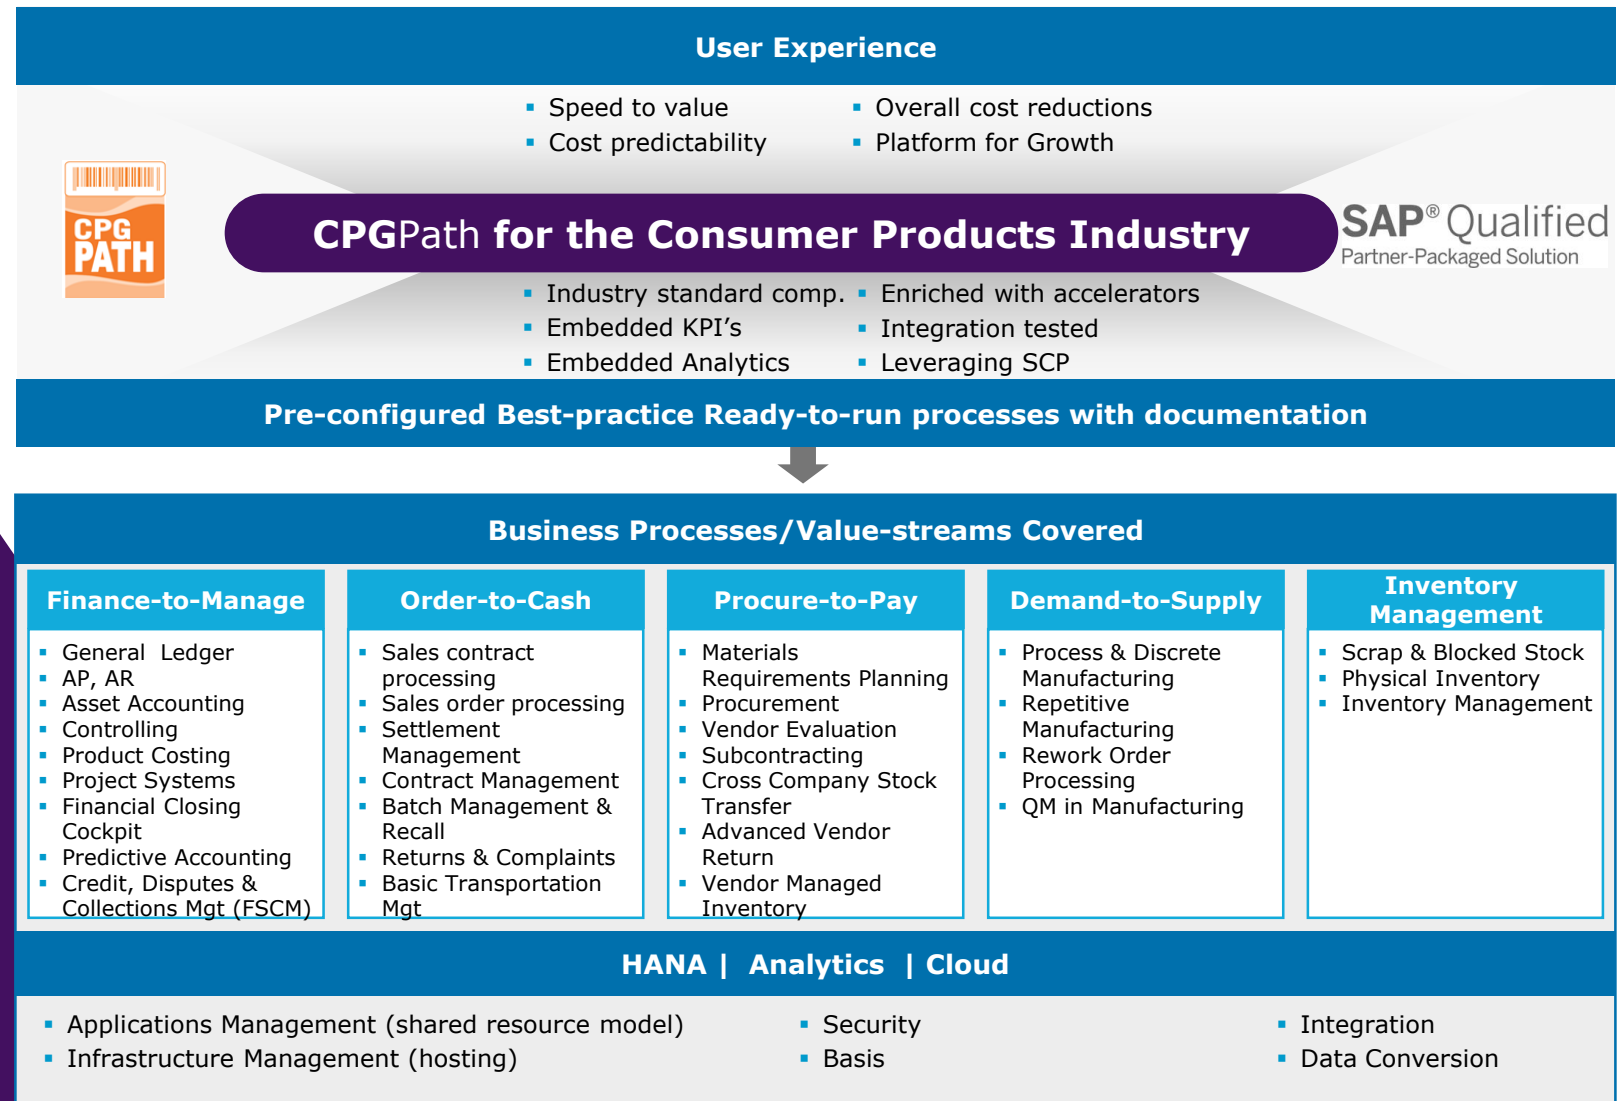 User Experience
Speed to value
Cost predictability
Overall cost reductions
Platform for Growth
CPG
PATH
CPGPath for the Consumer Products Industry
SAP® Qualified
Partner-Packaged Solution
Industry standard comp.
Embedded KPI’s
Embedded Analytics
Enriched with accelerators
Integration tested
Leveraging SCP
Pre-configured Best-practice Ready-to-run processes with documentation
Business Processes/Value-streams Covered
Finance-to-Manage
General Ledger
AP, AR
Asset Accounting
Controlling
Product Costing
Project Systems
Financial Closing
Cockpit
Predictive Accounting
Credit, Disputes &
Collections Mgt (FSCM)
Order-to-Cash
Sales contract
processing
Sales order processing
Settlement
Management
Contract Management
Batch Management &
Recall
Returns & Complaints
Basic Transportation
Mgt
Procure-to-Pay
Materials
Requirements Planning
Procurement
Vendor Evaluation
Subcontracting
Cross Company Stock
Transfer
Advanced Vendor
Return
Vendor Managed
Inventory
Demand-to-Supply
Process & Discrete
Manufacturing
Repetitive
Manufacturing
Rework Order
Processing
QM in Manufacturing
Inventory
Management
Scrap & Blocked Stock
Physical Inventory
Inventory Management
HANA | Analytics | Cloud
Applications Management (shared resource model)
Infrastructure Management (hosting)
Security
Basis
Integration
Data Conversion